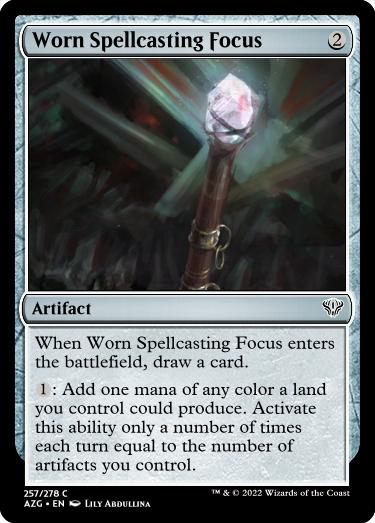 Worn Spellcasting Focus 2
Artifact
When Worn Spellcasting Focus enters
the battlefield, draw a card.
1: Add one mana of any color a land
you control could produce. Activate
this ability only a number of times
each turn equal to the number of
artifacts you control.
257/278 C
AZG • EN Lily Abdullina
™ & © 2022 Wizards of the Coast